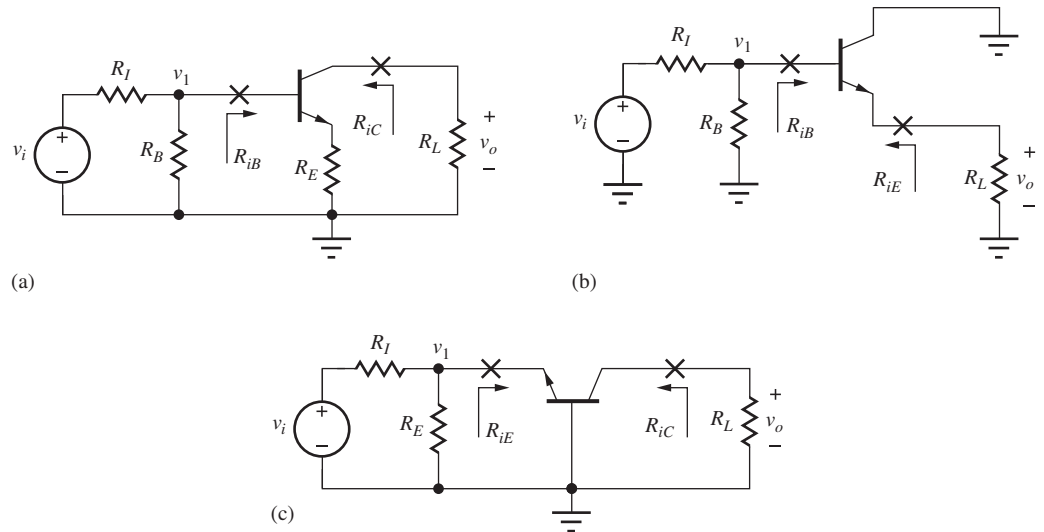 R_I
v_1
v_i
+
−
R_B
R_iB
R_iC
R_E
R_L
+
v_o
−
(a)
R_I
v_1
v_i
+
−
R_B
R_iB
R_iE
R_L
+
v_o
−
(b)
R_I
v_1
v_i
+
−
R_E
R_iE
R_iC
R_L
+
v_o
−
(c)